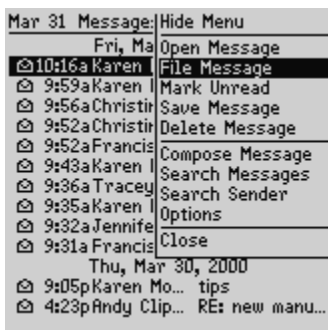 Mar 31 Message:
Fri, Ma
10:16a Karen
9:59a Karen
9:56a Christin
9:52a Christin
9:52a Francis
9:43a Karen
9:36a Tracey
9:35a Karen
9:32a Jennife
9:31a Francis
Thu, Mar 30, 2000
9:05p Karen Mo... tips
4:23p Andy Clip... RE: new manu...
Hide Menu
Open Message
File Message
Mark Unread
Save Message
Delete Message
Compose Message
Search Messages
Search Sender
Options
Close